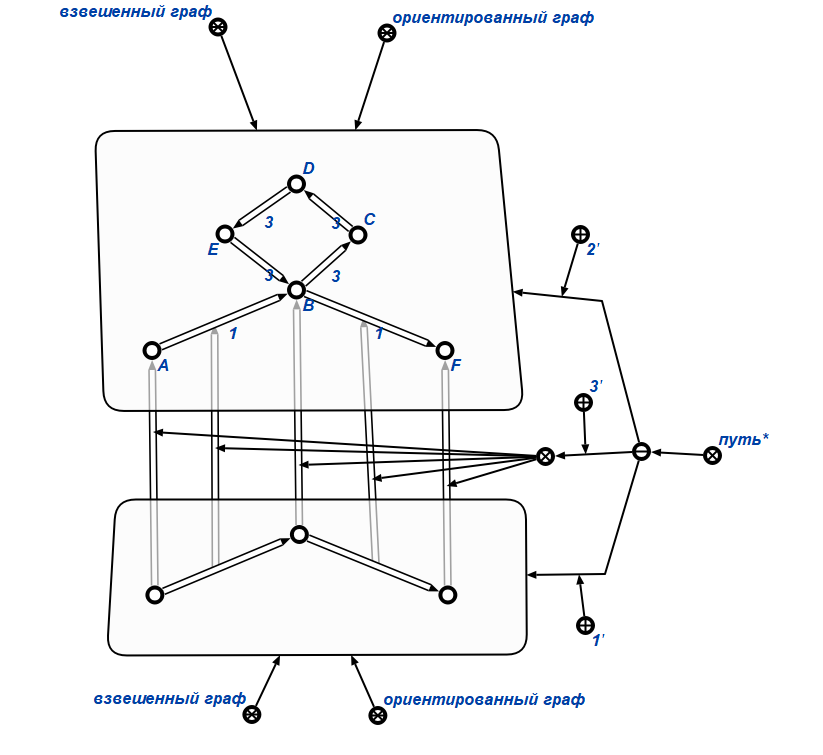 взвешенный граф
ориентированный граф
D
3
3
C
E
2'
3
3
B
1
1
A
F
3'
путь*
1'
взвешенный граф
ориентированный граф